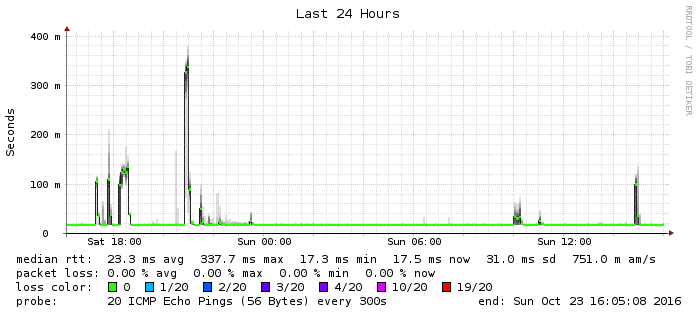 Last 24 Hours
RRDTOOL / TOBI OETIKER
400 m
300 m
200 m
100 m
0
Seconds
Sat 18:00 Sun 00:00 Sun 06:00 Sun 12:00
median rtt: 23.3 ms avg 337.7 ms max 17.3 ms min 17.5 ms now 31.0 ms sd 751.0 m am/s
packet loss: 0.00 % avg 0.00 % max 0.00 % min 0.00 % now
loss color: 0 1/20 2/20 3/20 4/20 10/20 19/20
probe: 20 ICMP Echo Pings (56 Bytes) every 300s end: Sun Oct 23 16:05:08 2016